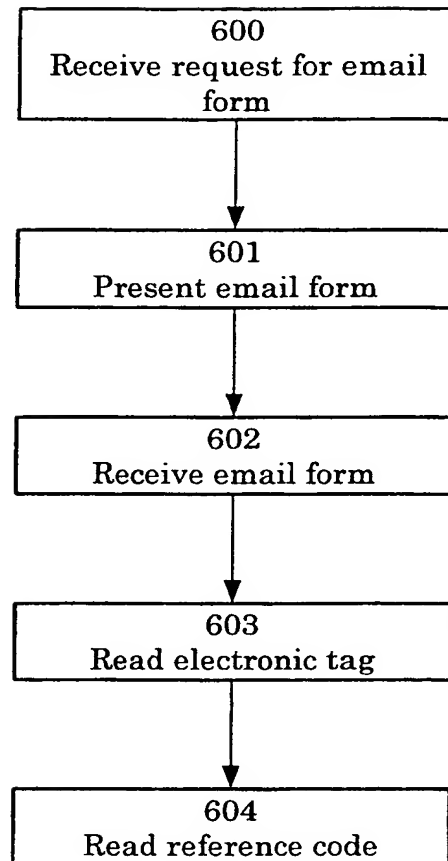 600
Receive request for email
form
601
Present email form
602
Receive email form
603
Read electronic tag
604
Read reference code